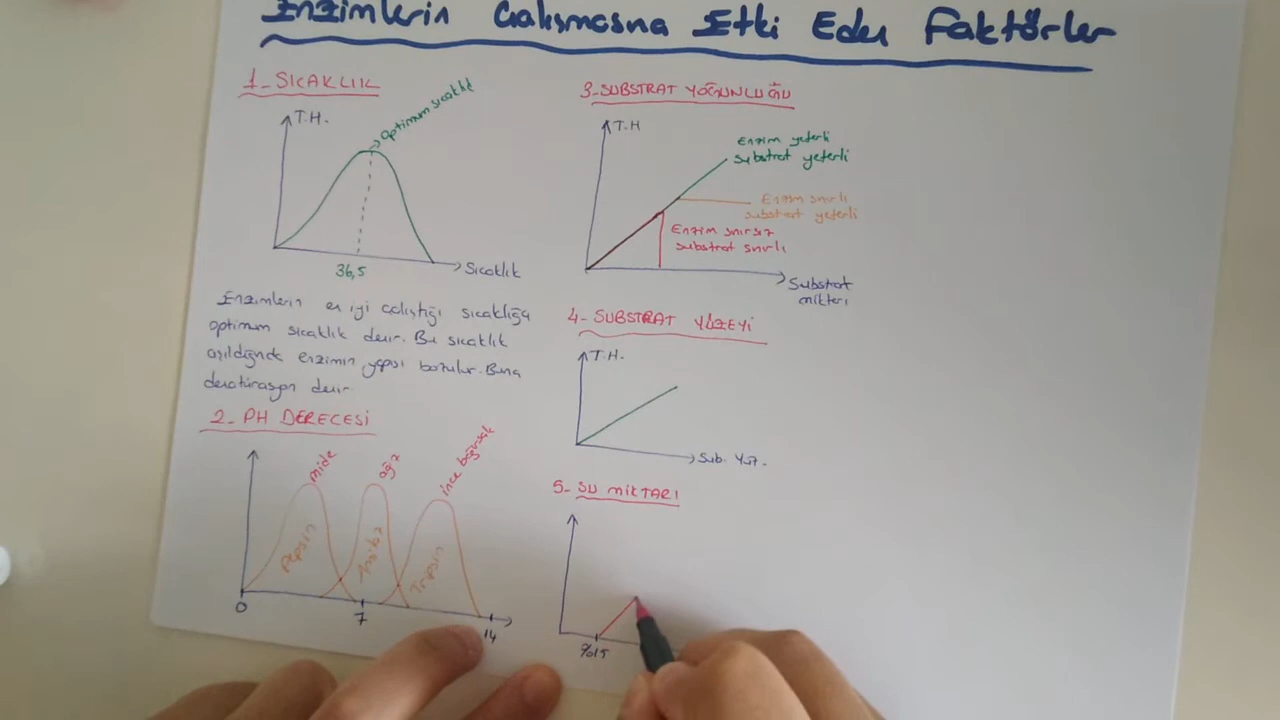 Enzimlerin Çalışmasına Etki Eden Faktörler
1- SICAKLIK
T.H.
Optimum sıcaklık
36,5
Sıcaklık
Enzimlerin en iyi çalıştığı sıcaklığa
optimum sıcaklık denir. Bu sıcaklık
aşıldığında enzimin yapısı bozulur. Buna
denatürasyon denir
2- PH DERECESİ
mide
ağız
ince bağırsak
Pepsin
Amilaz
Tripsin
0
7
14
3- SUBSTRAT YOĞUNLUĞU
T.H
Enzim yeterli
substrat yeterli
Enzim sınırlı
substrat yeterli
Enzim sınırsız
substrat sınırlı
Substrat
miktarı
4- SUBSTRAT YÜZEYİ
T.H.
Sub. Yüz.
5- SU MİKTARI
%15